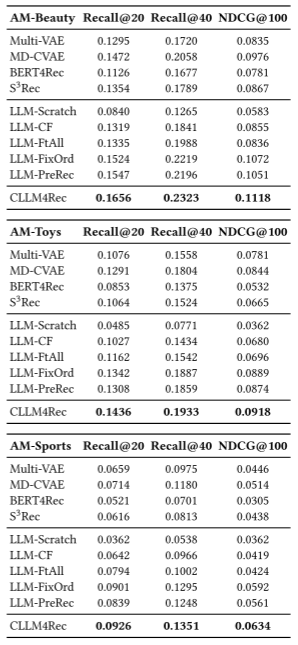 AM-Beauty Recall@20 Recall@40 NDCG@100
Multi-VAE 0.1295 0.1720 0.0835
MD-CVAE 0.1472 0.2058 0.0976
BERT4Rec 0.1126 0.1677 0.0781
S³Rec 0.1354 0.1789 0.0867
LLM-Scratch 0.0840 0.1265 0.0583
LLM-CF 0.1319 0.1841 0.0855
LLM-FtAll 0.1335 0.1988 0.0836
LLM-FixOrd 0.1524 0.2219 0.1072
LLM-PreRec 0.1547 0.2196 0.1051
CLLM4Rec 0.1656 0.2323 0.1118
AM-Toys Recall@20 Recall@40 NDCG@100
Multi-VAE 0.1076 0.1558 0.0781
MD-CVAE 0.1291 0.1804 0.0844
BERT4Rec 0.0853 0.1375 0.0532
S³Rec 0.1064 0.1524 0.0665
LLM-Scratch 0.0485 0.0771 0.0362
LLM-CF 0.1027 0.1434 0.0680
LLM-FtAll 0.1162 0.1542 0.0696
LLM-FixOrd 0.1342 0.1887 0.0889
LLM-PreRec 0.1308 0.1859 0.0874
CLLM4Rec 0.1436 0.1933 0.0918
AM-Sports Recall@20 Recall@40 NDCG@100
Multi-VAE 0.0659 0.0975 0.0446
MD-CVAE 0.0714 0.1180 0.0514
BERT4Rec 0.0521 0.0701 0.0305
S³Rec 0.0616 0.0813 0.0438
LLM-Scratch 0.0362 0.0538 0.0362
LLM-CF 0.0642 0.0966 0.0419
LLM-FtAll 0.0794 0.1002 0.0424
LLM-FixOrd 0.0901 0.1295 0.0592
LLM-PreRec 0.0839 0.1248 0.0561
CLLM4Rec 0.0926 0.1351 0.0634